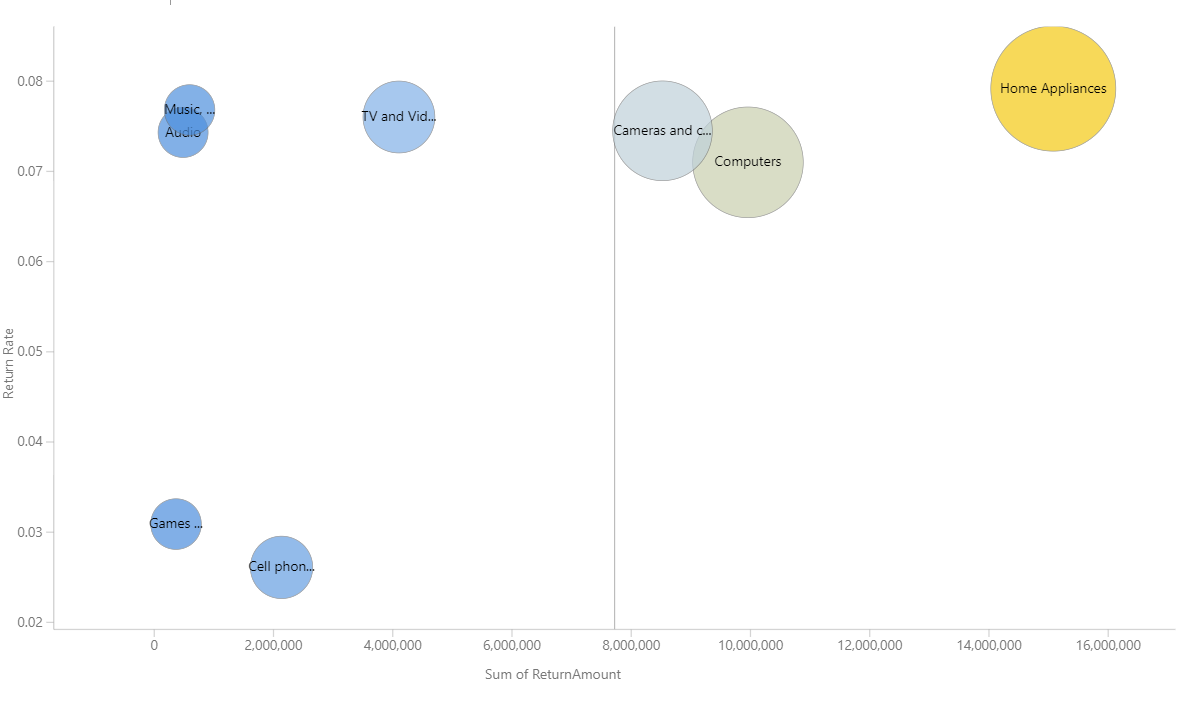 0.08
0.07
0.06
0.05
0.04
0.03
0.02
Return Rate
Music, ...
Audio
TV and Vid...
Cameras and c...
Computers
Home Appliances
Games ...
Cell phon...
0
2,000,000
4,000,000
6,000,000
8,000,000
10,000,000
12,000,000
14,000,000
16,000,000
Sum of ReturnAmount